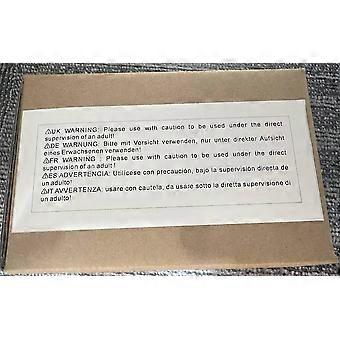 ⚠UK WARNING: Please use with caution to be used under the direct
supervision of an adult!
⚠DE WARNUNG: Bitte mit Vorsicht verwenden, nur unter direkter Aufsicht
eines Erwachsenen verwenden!
⚠FR WARNING : Please use with caution to be used under the direct
supervision of an adult!
⚠ES ADVERTENCIA: Utilícese con precaución, bajo la supervisión directa de
un adulto!
⚠IT AVVERTENZA: usare con cautela, da usare sotto la diretta supervisione di
un adulto!